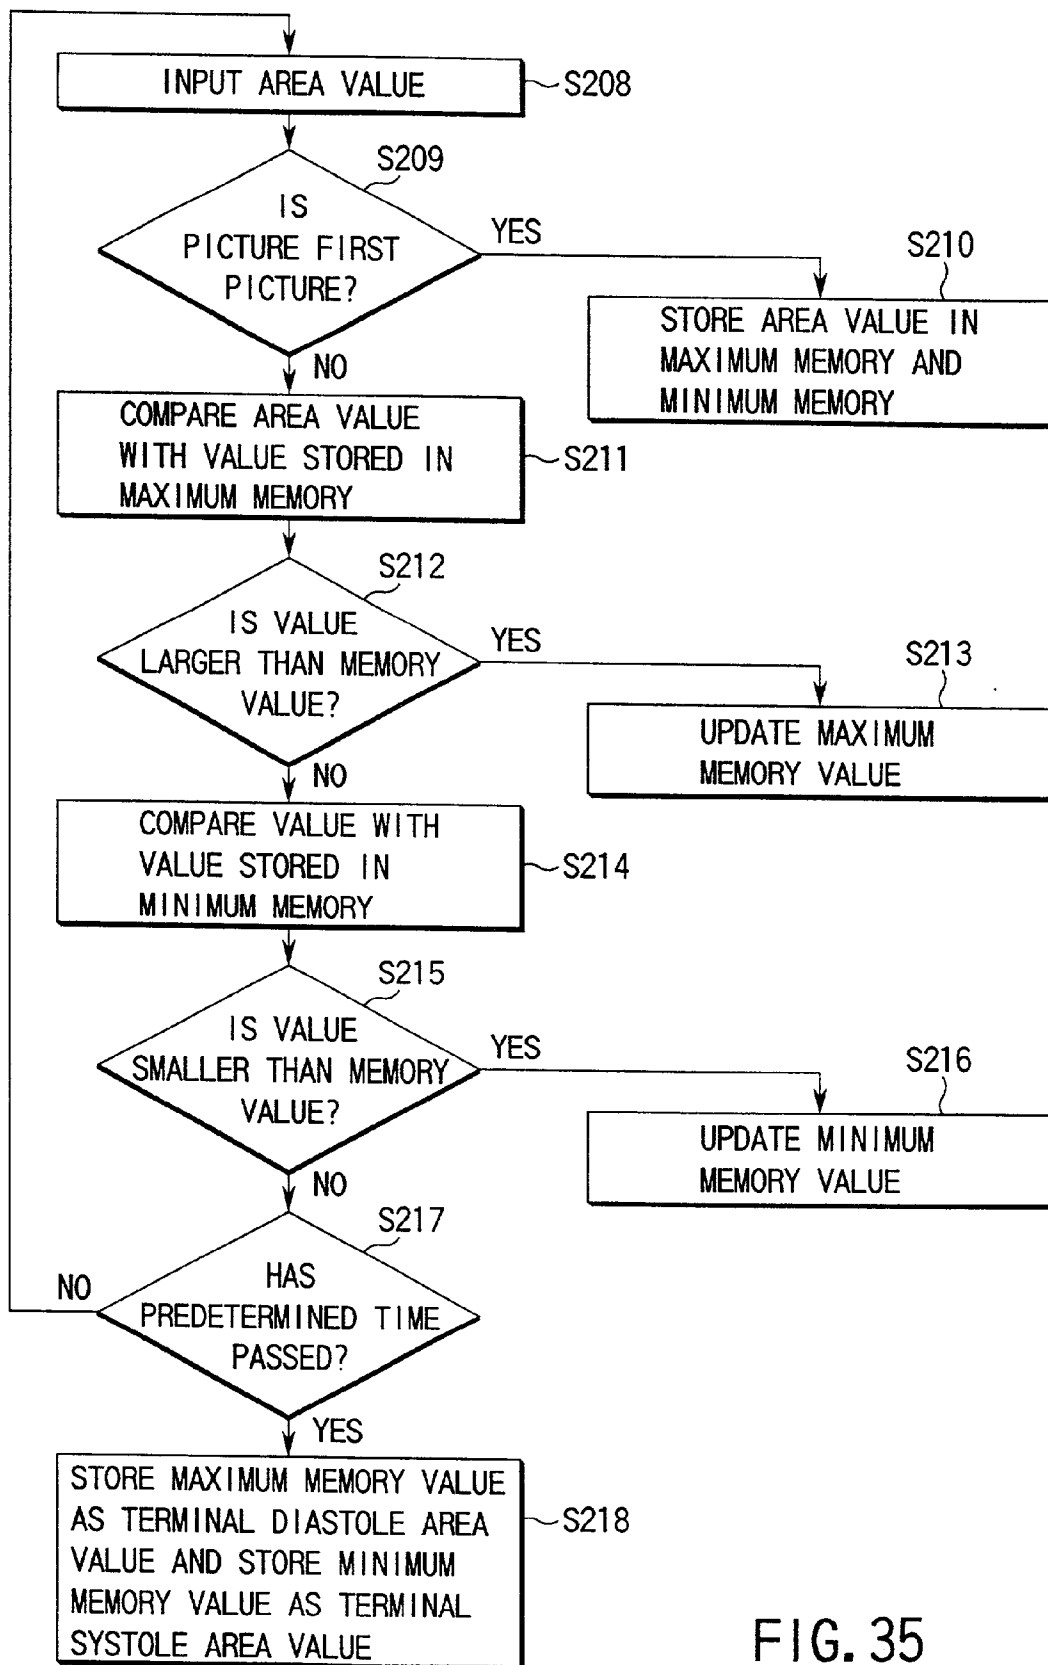 INPUT AREA VALUE
S208
S209
IS
PICTURE FIRST
PICTURE?
YES
S210
STORE AREA VALUE IN
MAXIMUM MEMORY AND
MINIMUM MEMORY
NO
COMPARE AREA VALUE
WITH VALUE STORED IN
MAXIMUM MEMORY
S211
S212
IS VALUE
LARGER THAN MEMORY
VALUE?
YES
S213
UPDATE MAXIMUM
MEMORY VALUE
NO
COMPARE VALUE WITH
VALUE STORED IN
MINIMUM MEMORY
S214
S215
IS VALUE
SMALLER THAN MEMORY
VALUE?
YES
S216
UPDATE MINIMUM
MEMORY VALUE
NO
S217
HAS
PREDETERMINED TIME
PASSED?
NO
YES
STORE MAXIMUM MEMORY VALUE
AS TERMINAL DIASTOLE AREA
VALUE AND STORE MINIMUM
MEMORY VALUE AS TERMINAL
SYSTOLE AREA VALUE
S218
FIG. 35